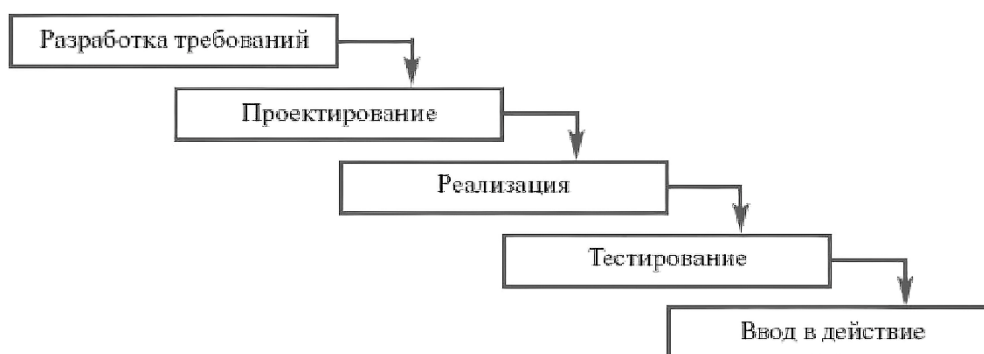 Разработка требований
Проектирование
Реализация
Тестирование
Ввод в действие